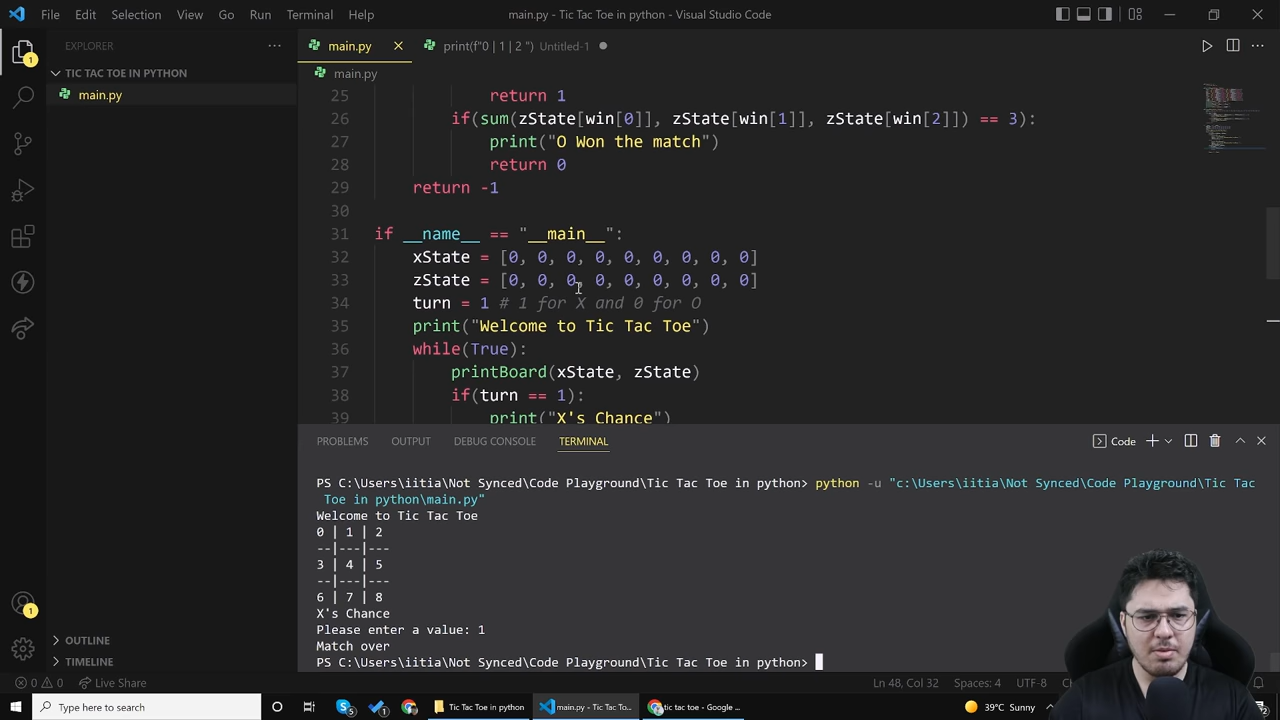 File Edit Selection View Go Run Terminal Help
main.py - Tic Tac Toe in python - Visual Studio Code
EXPLORER
main.py
print(f"0 | 1 | 2 ") Untitled-1
TIC TAC TOE IN PYTHON
main.py
main.py
25 return 1
26 if(sum(zState[win[0]], zState[win[1]], zState[win[2]]) == 3):
27 print("O Won the match")
28 return 0
29 return -1
30
31 if __name__ == "__main__":
32 xState = [0, 0, 0, 0, 0, 0, 0, 0, 0]
33 zState = [0, 0, 0, 0, 0, 0, 0, 0, 0]
34 turn = 1 # 1 for X and 0 for O
35 print("Welcome to Tic Tac Toe")
36 while(True):
37 printBoard(xState, zState)
38 if(turn == 1):
39 print("X's Chance")
PROBLEMS OUTPUT DEBUG CONSOLE TERMINAL
Code
PS C:\Users\iitia\Not Synced\Code Playground\Tic Tac Toe in python> python -u "c:\Users\iitia\Not Synced\Code Playground\Tic Tac
Toe in python\main.py"
Welcome to Tic Tac Toe
0 | 1 | 2
--|---|---
3 | 4 | 5
--|---|---
6 | 7 | 8
X's Chance
Please enter a value: 1
Match over
PS C:\Users\iitia\Not Synced\Code Playground\Tic Tac Toe in python>
OUTLINE
TIMELINE
0 0 Live Share
Ln 48, Col 32 Spaces: 4 UTF-8
Type here to search
Tic Tac Toe in python
main.py - Tic Tac To...
tic tac toe - Google ...
39°C Sunny